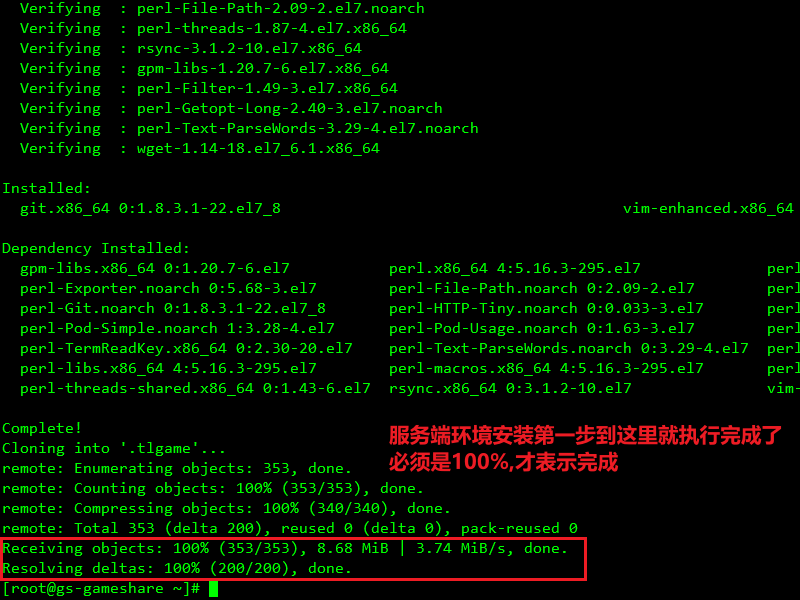 Verifying  : perl-File-Path-2.09-2.el7.noarch
Verifying  : perl-threads-1.87-4.el7.x86_64
Verifying  : rsync-3.1.2-10.el7.x86_64
Verifying  : gpm-libs-1.20.7-6.el7.x86_64
Verifying  : perl-Filter-1.49-3.el7.x86_64
Verifying  : perl-Getopt-Long-2.40-3.el7.noarch
Verifying  : perl-Text-ParseWords-3.29-4.el7.noarch
Verifying  : wget-1.14-18.el7_6.1.x86_64
Installed:
git.x86_64 0:1.8.3.1-22.el7_8 vim-enhanced.x86_64
Dependency Installed:
gpm-libs.x86_64 0:1.20.7-6.el7 perl.x86_64 4:5.16.3-295.el7 perl
perl-Exporter.noarch 0:5.68-3.el7 perl-File-Path.noarch 0:2.09-2.el7 perl
perl-Git.noarch 0:1.8.3.1-22.el7_8 perl-HTTP-Tiny.noarch 0:0.033-3.el7 perl
perl-Pod-Simple.noarch 1:3.28-4.el7 perl-Pod-Usage.noarch 0:1.63-3.el7 perl
perl-TermReadKey.x86_64 0:2.30-20.el7 perl-Text-ParseWords.noarch 0:3.29-4.el7 perl
perl-libs.x86_64 4:5.16.3-295.el7 perl-macros.x86_64 4:5.16.3-295.el7 perl
perl-threads-shared.x86_64 0:1.43-6.el7 rsync.x86_64 0:3.1.2-10.el7 vim-
Complete!
Cloning into '.tlgame'...
服务端环境安装第一步到这里就执行完成了
必须是100%,才表示完成
remote: Enumerating objects: 353, done.
remote: Counting objects: 100% (353/353), done.
remote: Compressing objects: 100% (340/340), done.
remote: Total 353 (delta 200), reused 0 (delta 0), pack-reused 0
Receiving objects: 100% (353/353), 8.68 MiB | 3.74 MiB/s, done.
Resolving deltas: 100% (200/200), done.
[root@gs-gameshare ~]#